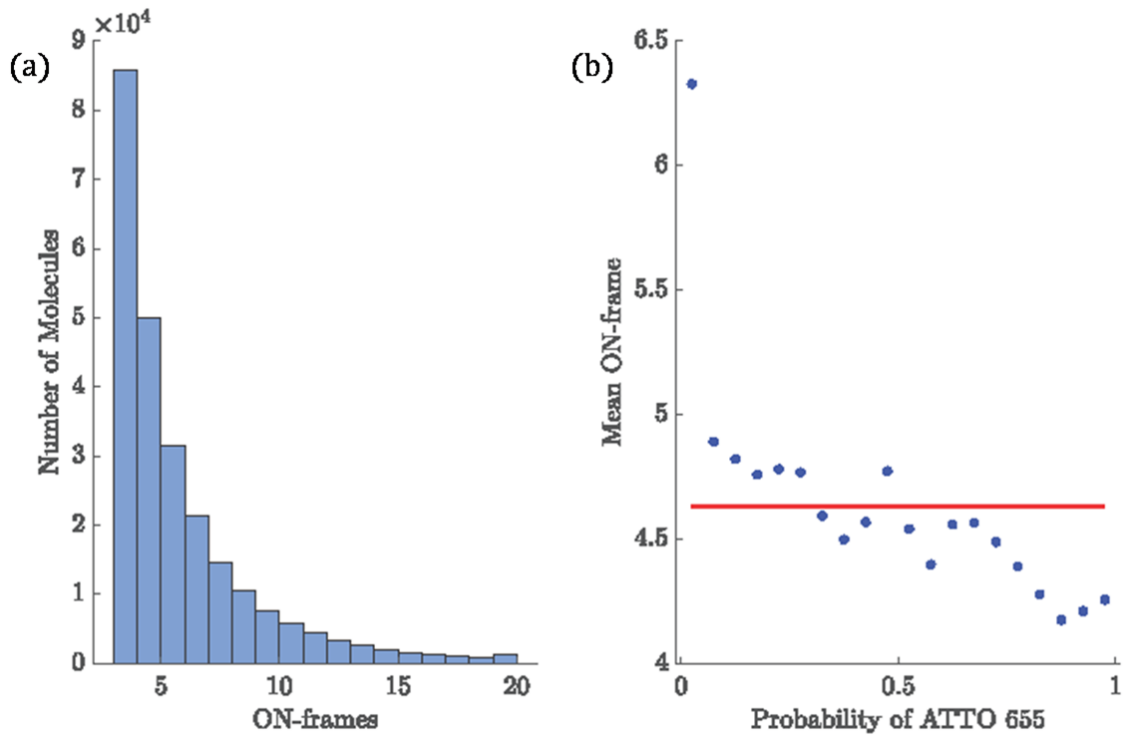 (a)
×10⁴
9
8
7
6
5
4
3
2
1
0
Number of Molecules
5 10 15 20
ON-frames
(b)
6.5
6
5.5
5
4.5
4
Mean ON-frame
0 0.5 1
Probability of ATTO 655